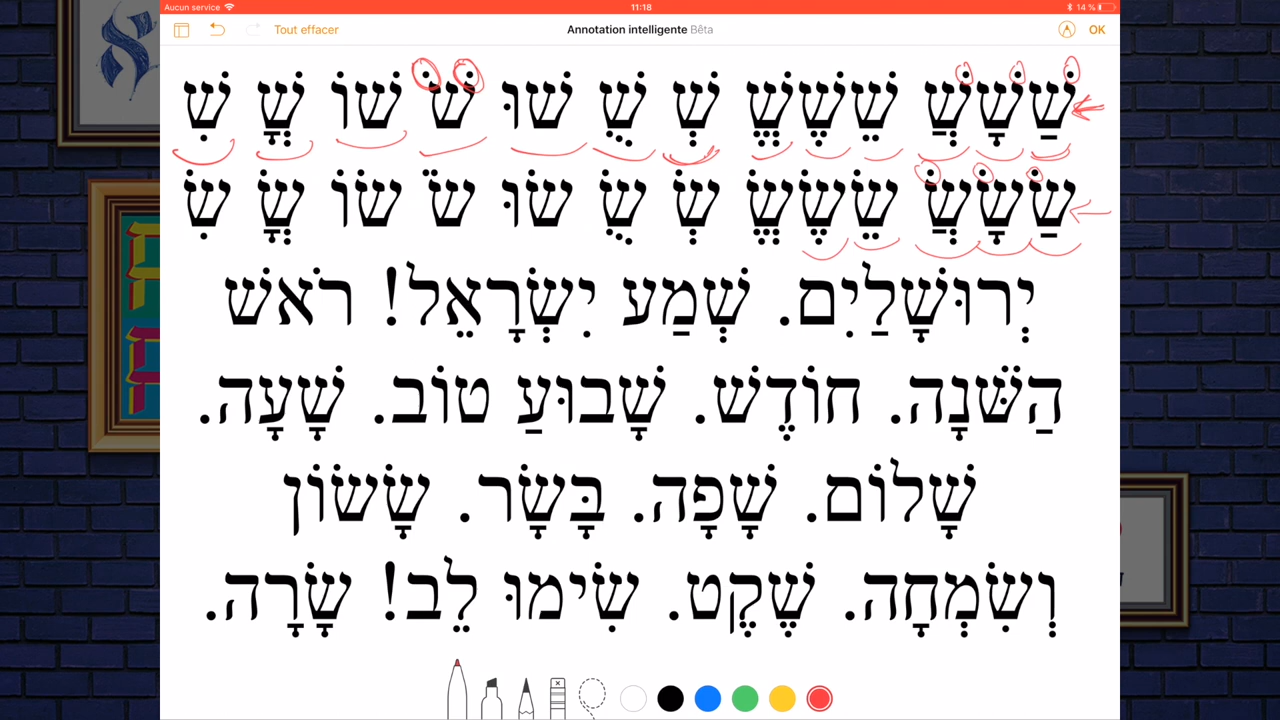 Aucun service 11:18 14 %
Tout effacer Annotation intelligente Bêta OK
שַׁ שָׁ שֲׁ שֵׁ שֶׁ שֱׁ שְׁ שֻׁ שׁוּ שֹׁ שׁוֹ שֳׁ שִׁ
שַׂ שָׂ שֲׂ שֵׂ שֶׂ שֱׂ שְׂ שֻׂ שׂוּ שֹׂ שׂוֹ שֳׂ שִׂ
יְרוּשָׁלַיִם. שְׁמַע יִשְׂרָאֵל! רֹאשׁ
הַשָּׁנָה. חוֹדֶשׁ. שָׁבוּעַ טוֹב. שָׁעָה.
שָׁלוֹם. שָׁפָה. בָּשָׂר. שָׂשׂוֹן
וְשִׂמְחָה. שֶׁקֶט. שִׂימוּ לֵב! שָׂרָה.